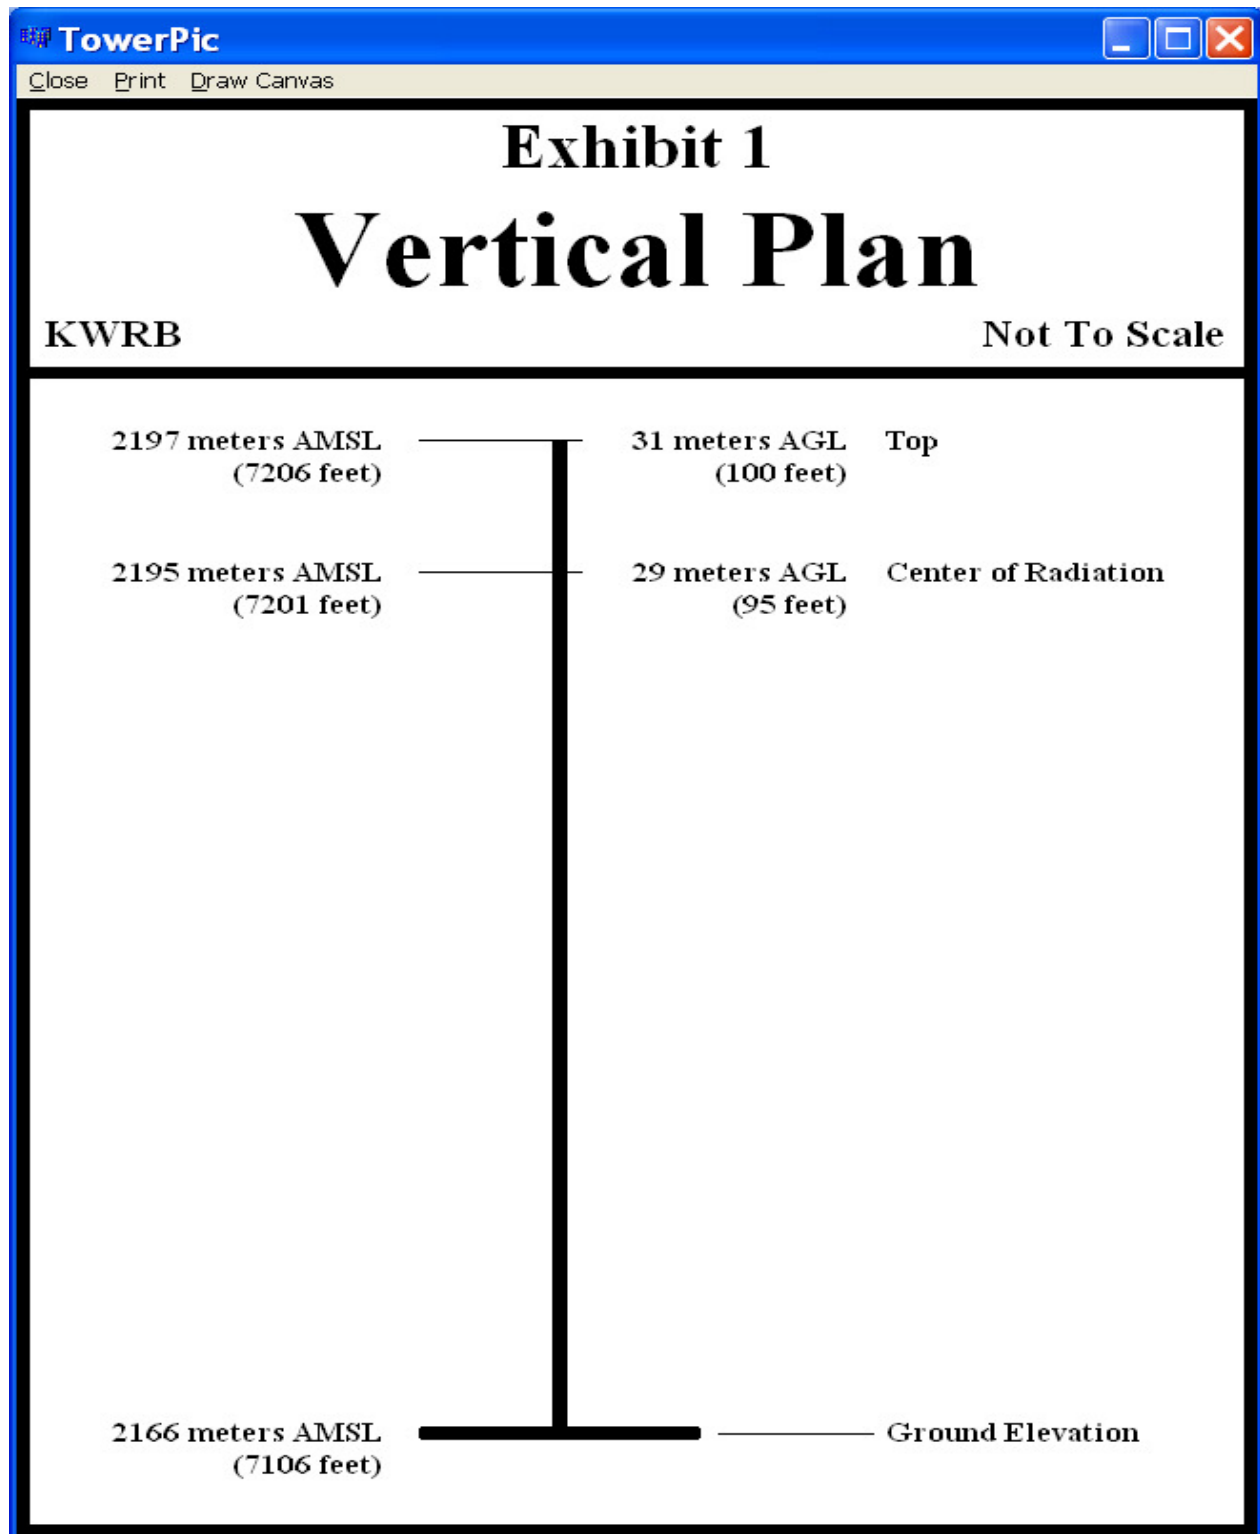 TowerPic
Close Print Draw Canvas
Exhibit 1
Vertical Plan
KWRB Not To Scale
2197 meters AMSL 31 meters AGL Top
(7206 feet) (100 feet)
2195 meters AMSL 29 meters AGL Center of Radiation
(7201 feet) (95 feet)
2166 meters AMSL Ground Elevation
(7106 feet)